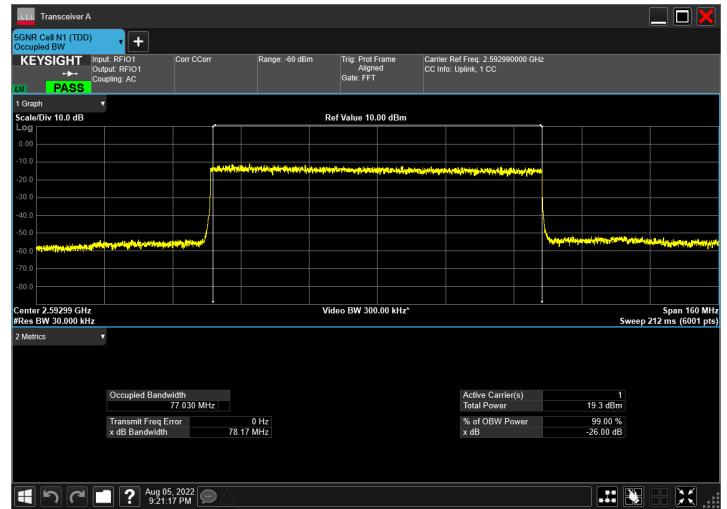 Transceiver A
5GNR Cell N1 (TDD)
Occupied BW
KEYSIGHT
LXI
PASS
Input: RFIO1
Output: RFIO1
Coupling: AC
Corr CCorr
Range: -60 dBm
Trig: Prot Frame
Aligned
Gate: FFT
Carrier Ref Freq: 2.592990000 GHz
CC Info: Uplink, 1 CC
1 Graph
Scale/Div 10.0 dB
Ref Value 10.00 dBm
Log
0.00
-10.0
-20.0
-30.0
-40.0
-50.0
-60.0
-70.0
-80.0
Center 2.59299 GHz
Video BW 300.00 kHz*
Span 160 MHz
#Res BW 30.000 kHz
Sweep 212 ms (6001 pts)
2 Metrics
Occupied Bandwidth
77.030 MHz
Transmit Freq Error 0 Hz
x dB Bandwidth 78.17 MHz
Active Carrier(s) 1
Total Power 19.3 dBm
% of OBW Power 99.00 %
x dB -26.00 dB
Aug 05, 2022
9:21:17 PM